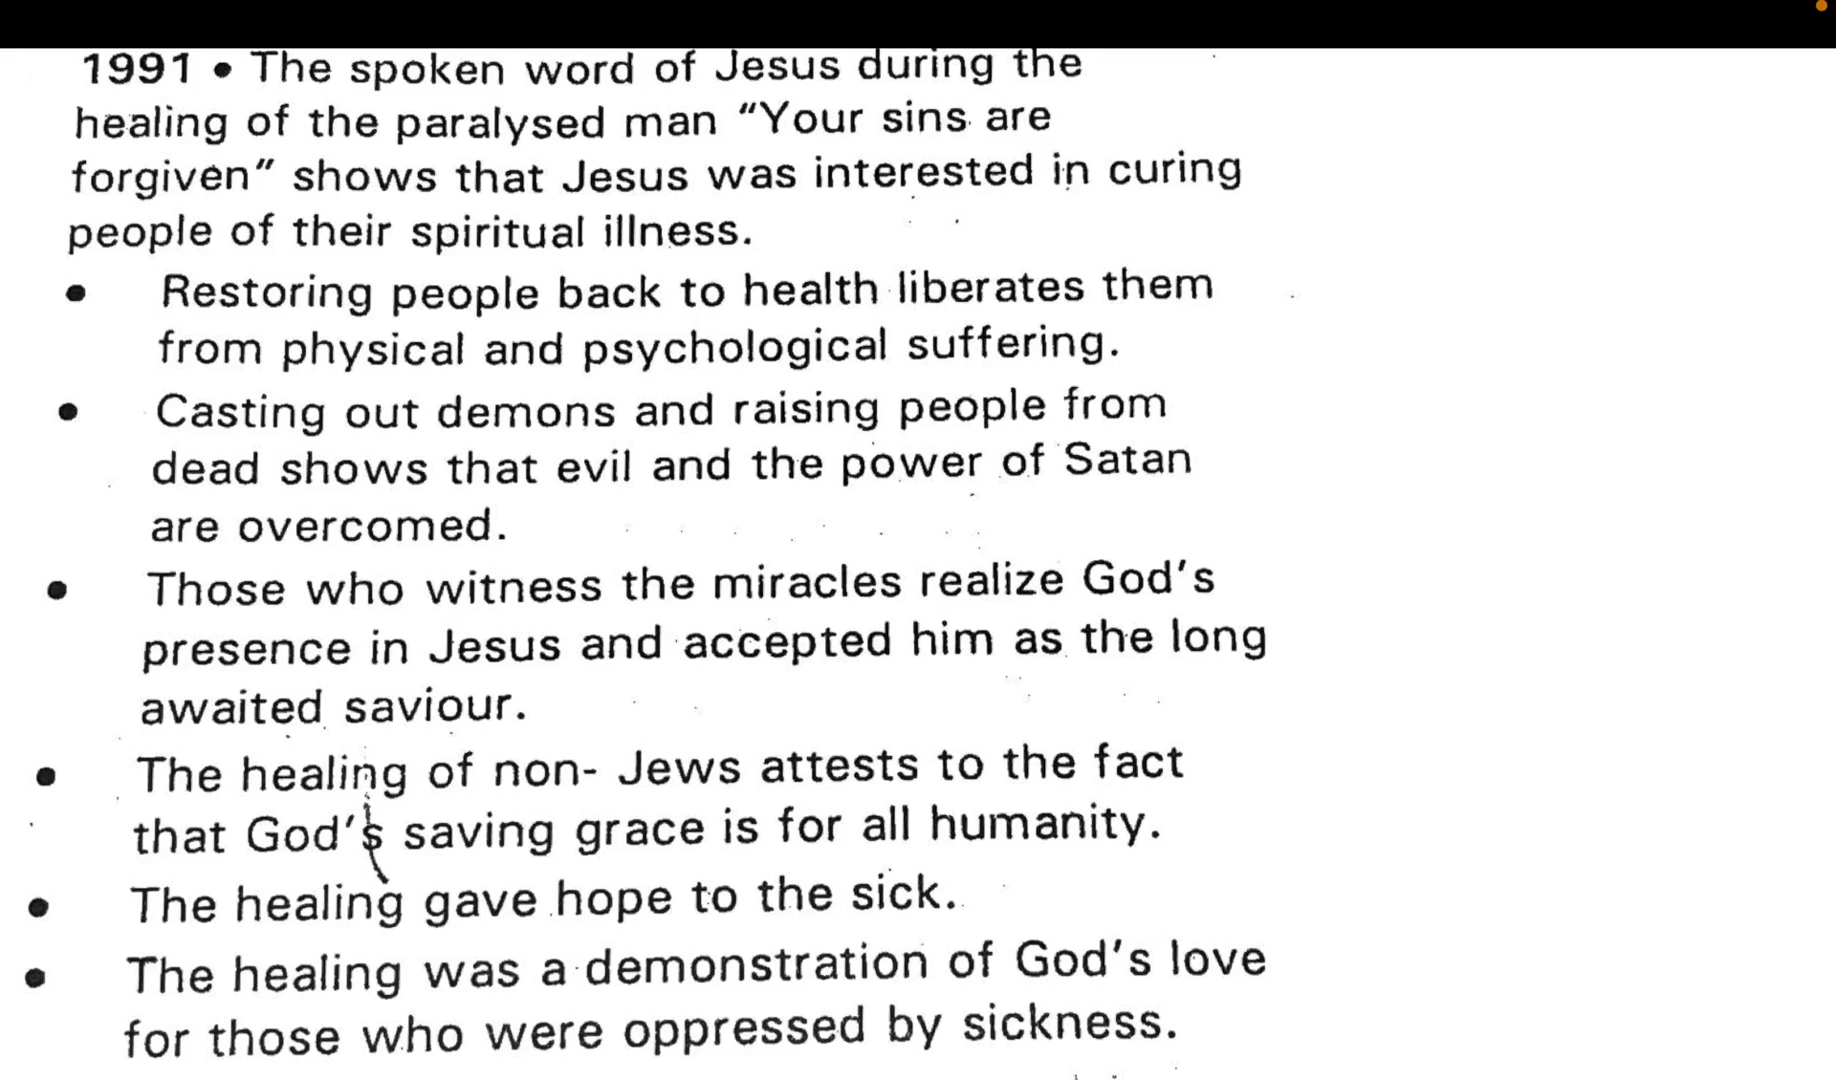 1991 • The spoken word of Jesus during the
healing of the paralysed man "Your sins are
forgiven" shows that Jesus was interested in curing
people of their spiritual illness.
• Restoring people back to health liberates them
from physical and psychological suffering.
• Casting out demons and raising people from
dead shows that evil and the power of Satan
are overcomed.
• Those who witness the miracles realize God's
presence in Jesus and accepted him as the long
awaited saviour.
• The healing of non- Jews attests to the fact
that God's saving grace is for all humanity.
• The healing gave hope to the sick.
• The healing was a demonstration of God's love
for those who were oppressed by sickness.